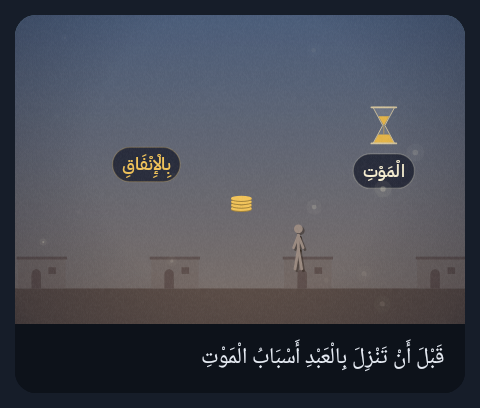 الْمَوْتِ
بِالْإِنْفَاقِ
قَبْلَ أَنْ تَنْزِلَ بِالْعَبْدِ أَسْبَابُ الْمَوْتِ